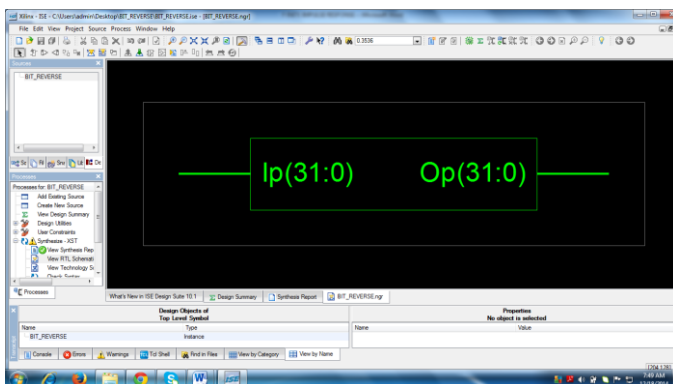 Xilinx - ISE - C:\Users\admin\Desktop\BIT_REVERSE\BIT_REVERSE.ise - [BIT_REVERSE.ngr]
File Edit View Project Source Process Window Help
0.3536
Sources
BIT_REVERSE
Processes
Processes for: BIT_REVERSE
Add Existing Source
Create New Source
View Design Summary
Design Utilities
User Constraints
Synthesize - XST
View Synthesis Rep
View RTL Schemati
View Technology S
Check Syntax
Processes
Ip(31:0) Op(31:0)
What's New in ISE Design Suite 10.1 Design Summary Synthesis Report BIT_REVERSE.ngr
Design Objects of
Top Level Symbol
Properties
No object is selected
Name Type Name Value
BIT_REVERSE Instance
Console Errors Warnings Tcl Shell Find in Files View by Category View by Name
7:49 AM